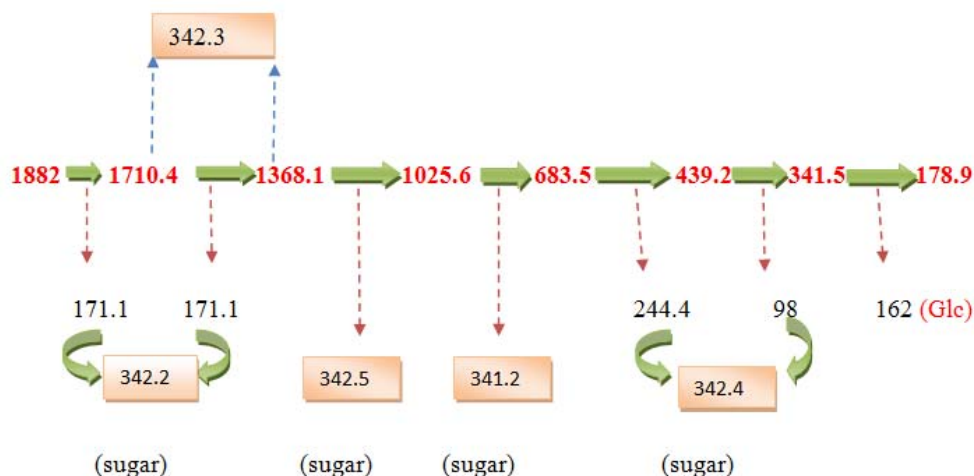 342.3
1882 1710.4 1368.1 1025.6 683.5 439.2 341.5 178.9
171.1 171.1 244.4 98 162 (Glc)
342.2 342.5 341.2 342.4
(sugar) (sugar) (sugar) (sugar)